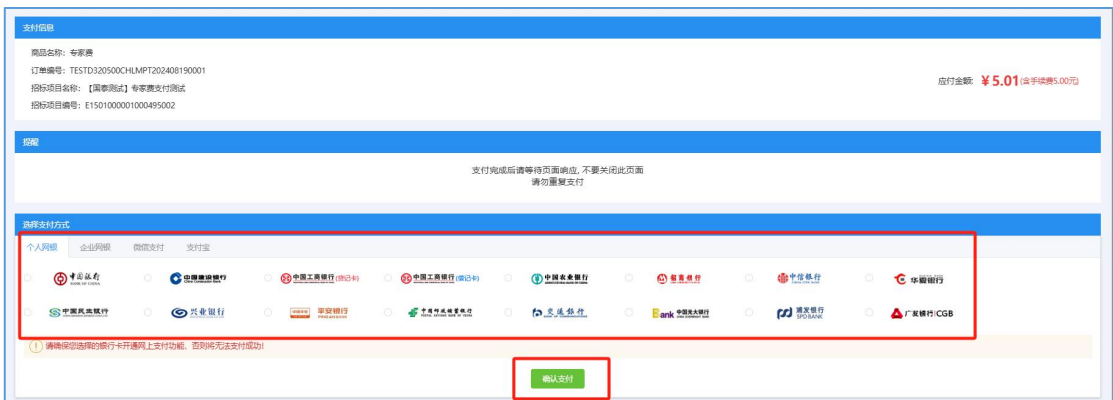 支付信息
商品名称：专家费
订单编号：TESTD320500CHLMPT202408190001
招标项目名称：【国泰测试】专家费支付测试
应付金额： ￥5.01(含手续费5.00元)
招标项目编号：E1501000001000495002
提醒
支付完成后请等待页面响应, 不要关闭此页面
请勿重复支付
选择支付方式
个人网银 企业网银 微信支付 支付宝
中国银行 中国建设银行 中国工商银行(贷记卡) 中国工商银行(借记卡) 中国农业银行 招商银行 中信银行 华夏银行
BANK OF CHINA China Construction Bank
中国民生银行 兴业银行 平安银行 中国邮政储蓄银行 交通银行 Bank 中国光大银行 浦发银行 广发银行|CGB
SPD BANK
请确保您选择的银行卡开通网上支付功能、否则将无法支付成功!
确认支付